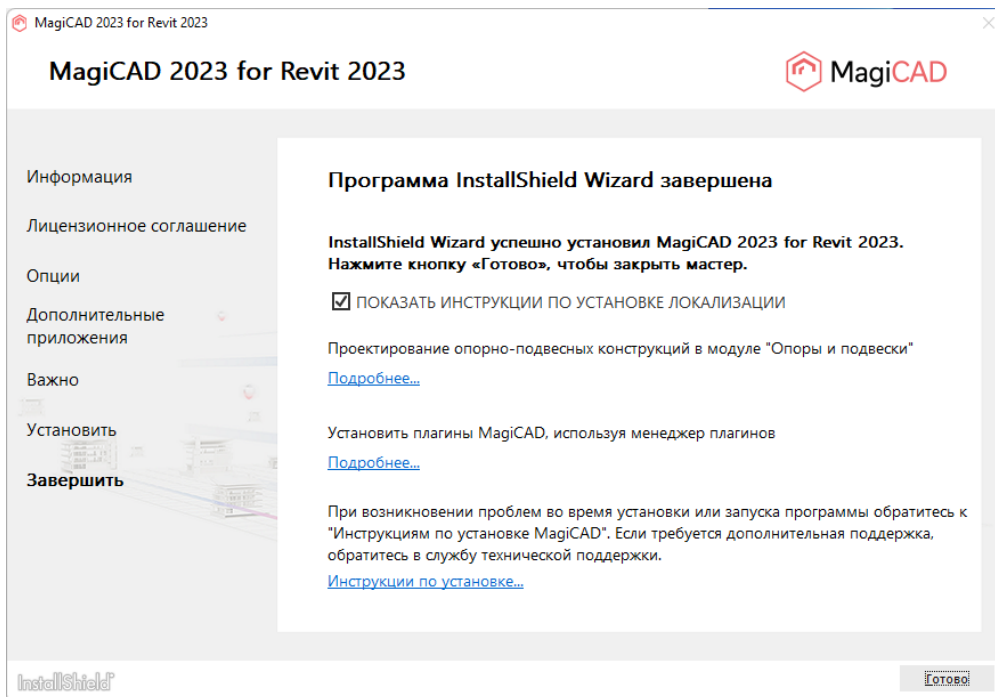 MagiCAD 2023 for Revit 2023
MagiCAD 2023 for Revit 2023
MagiCAD
Информация
Лицензионное соглашение
Опции
Дополнительные
приложения
Важно
Установить
Завершить
Программа InstallShield Wizard завершена
InstallShield Wizard успешно установил MagiCAD 2023 for Revit 2023.
Нажмите кнопку «Готово», чтобы закрыть мастер.
ПОКАЗАТЬ ИНСТРУКЦИИ ПО УСТАНОВКЕ ЛОКАЛИЗАЦИИ
Проектирование опорно-подвесных конструкций в модуле "Опоры и подвески"
Подробнее...
Установить плагины MagiCAD, используя менеджер плагинов
Подробнее...
При возникновении проблем во время установки или запуска программы обратитесь к
"Инструкциям по установке MagiCAD". Если требуется дополнительная поддержка,
обратитесь в службу технической поддержки.
Инструкции по установке...
InstallShield
Готово